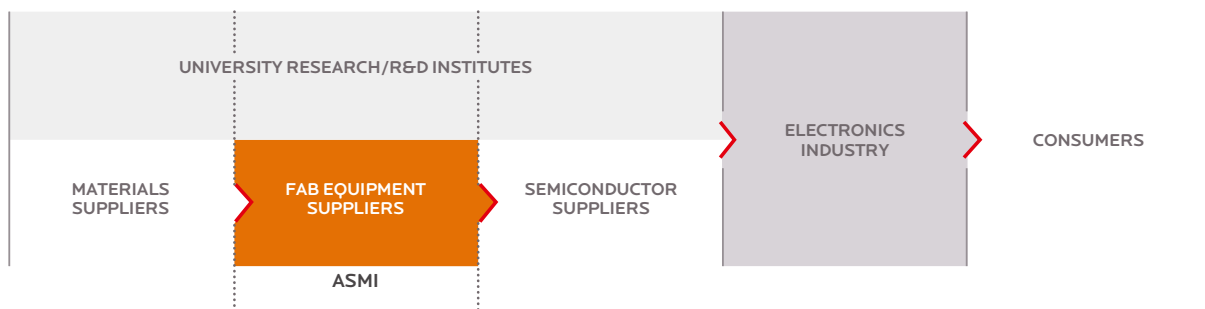 UNIVERSITY RESEARCH/R&D INSTITUTES
MATERIALS
SUPPLIERS
FAB EQUIPMENT
SUPPLIERS
SEMICONDUCTOR
SUPPLIERS
ELECTRONICS
INDUSTRY
CONSUMERS
ASMI